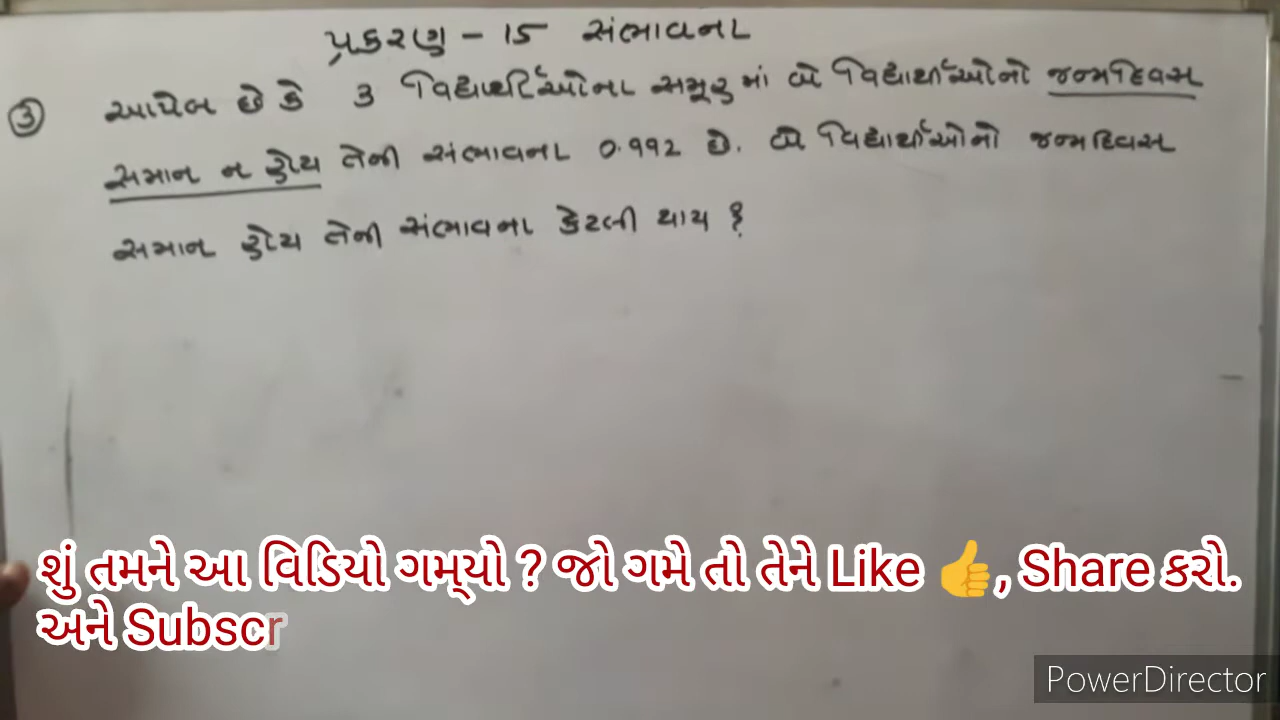 પ્રકરણ - 15 સંભાવના
③ આપેલ છે કે 3 વિદ્યાર્થિઓના સમૂહમાં બે વિદ્યાર્થીઓનો જન્મદિવસ
સમાન ન હોય તેની સંભાવના 0.992 છે. બે વિદ્યાર્થીઓનો જન્મદિવસ
સમાન હોય તેની સંભાવના કેટલી થાય ?
શું તમને આ વિડિયો ગમ્યો ? જો ગમે તો તેને Like 👍, Share કરો.
અને Subscr
PowerDirector